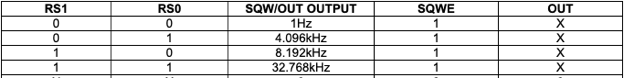 RS1 RS0 SQW/OUT OUTPUT SQWE OUT
0 0 1Hz 1 X
0 1 4.096kHz 1 X
1 0 8.192kHz 1 X
1 1 32.768kHz 1 X